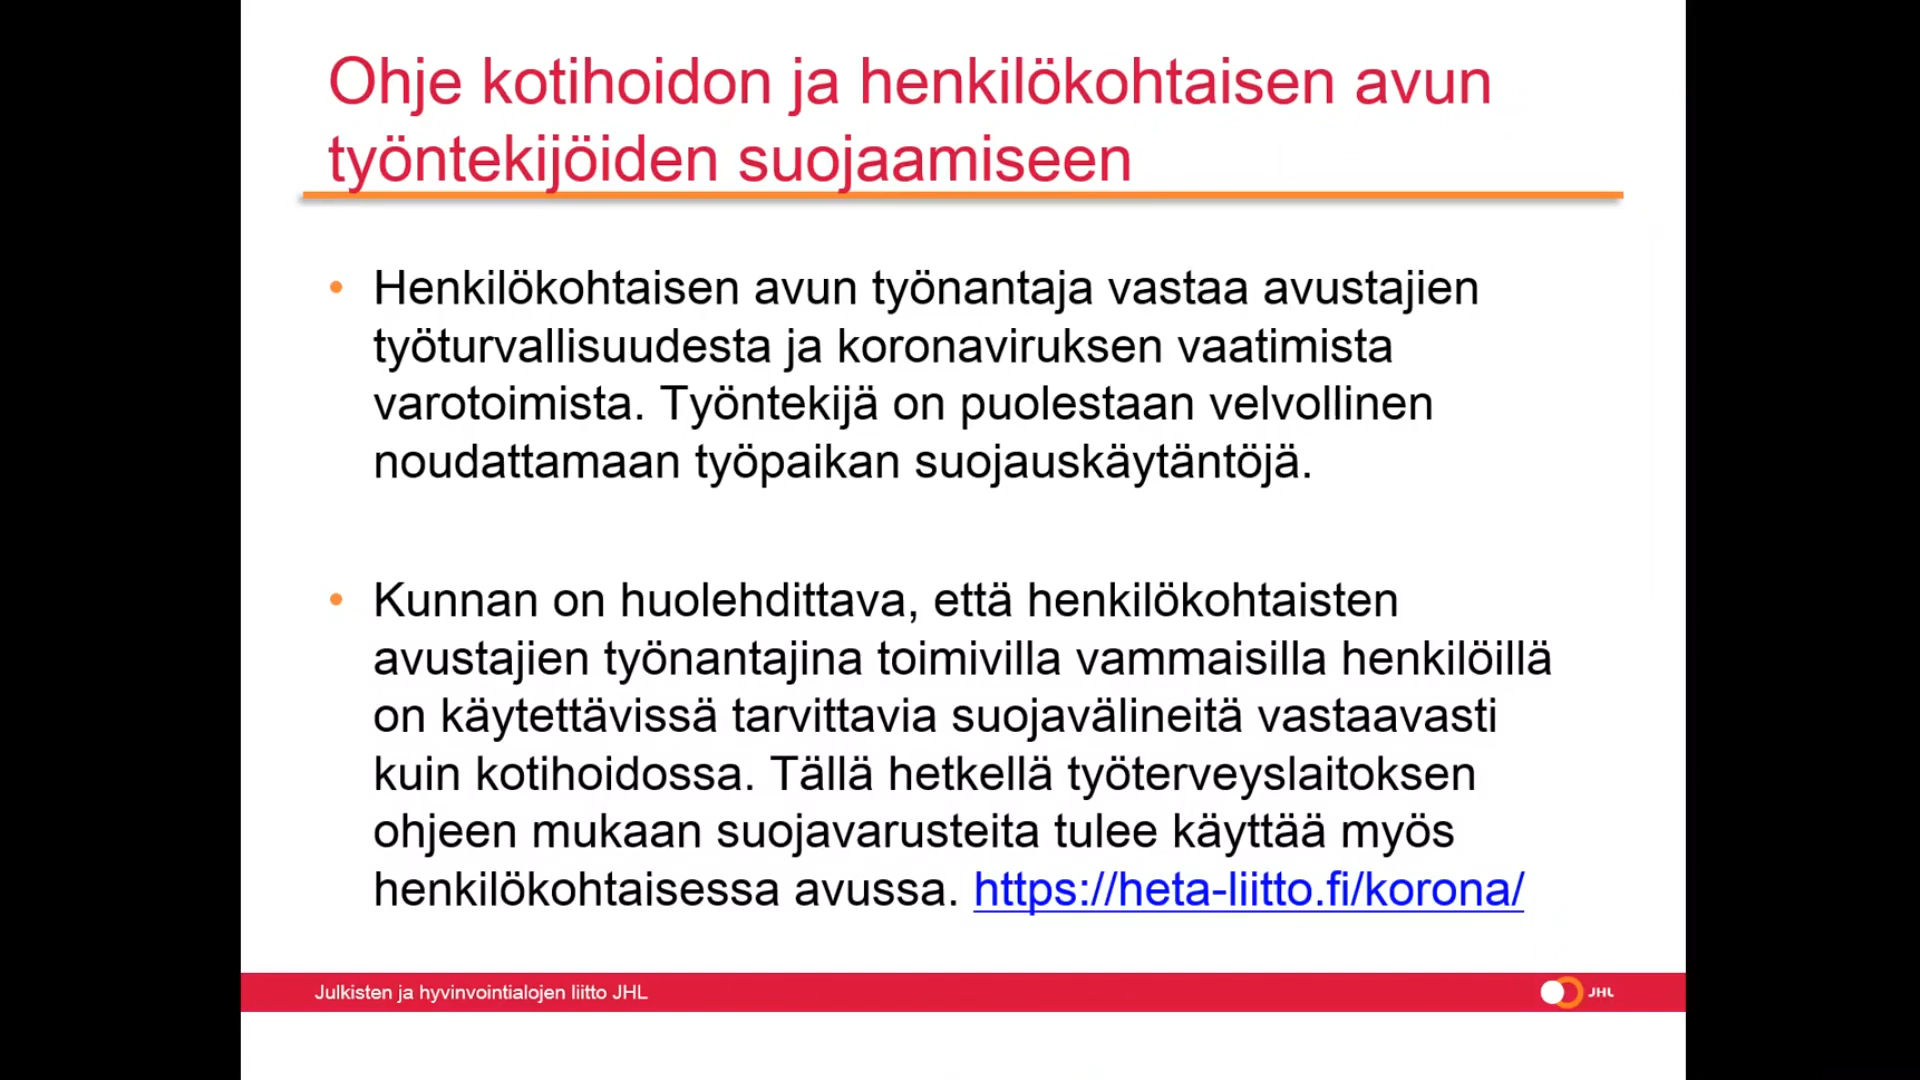 Ohje kotihoidon ja henkilökohtaisen avun
työntekijöiden suojaamiseen
• Henkilökohtaisen avun työnantaja vastaa avustajien
työturvallisuudesta ja koronaviruksen vaatimista
varotoimista. Työntekijä on puolestaan velvollinen
noudattamaan työpaikan suojauskäytäntöjä.
• Kunnan on huolehdittava, että henkilökohtaisten
avustajien työnantajina toimivilla vammaisilla henkilöillä
on käytettävissä tarvittavia suojavälineitä vastaavasti
kuin kotihoidossa. Tällä hetkellä työterveyslaitoksen
ohjeen mukaan suojavarusteita tulee käyttää myös
henkilökohtaisessa avussa. https://heta-liitto.fi/korona/
Julkisten ja hyvinvointialojen liitto JHL
JHL